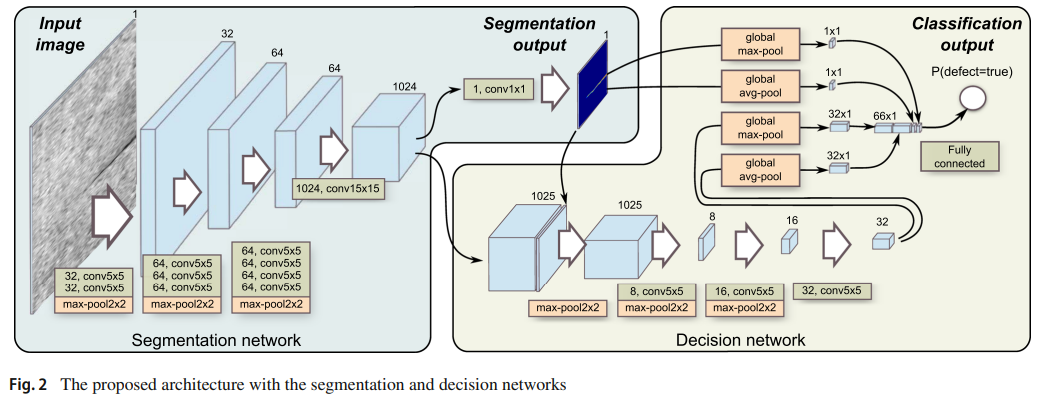 Input
image
1
32
64
64
1024
32, conv5x5
32, conv5x5
max-pool2x2
64, conv5x5
64, conv5x5
64, conv5x5
max-pool2x2
64, conv5x5
64, conv5x5
64, conv5x5
64, conv5x5
max-pool2x2
1024, conv15x15
Segmentation network
Segmentation
output
1, conv1x1
1
1025
1025
8
16
32
max-pool2x2
8, conv5x5
max-pool2x2
16, conv5x5
max-pool2x2
32, conv5x5
Decision network
global
max-pool
1x1
global
avg-pool
1x1
global
max-pool
32x1
global
avg-pool
32x1
66x1
Classification
output
P(defect=true)
Fully
connected
Fig. 2 The proposed architecture with the segmentation and decision networks